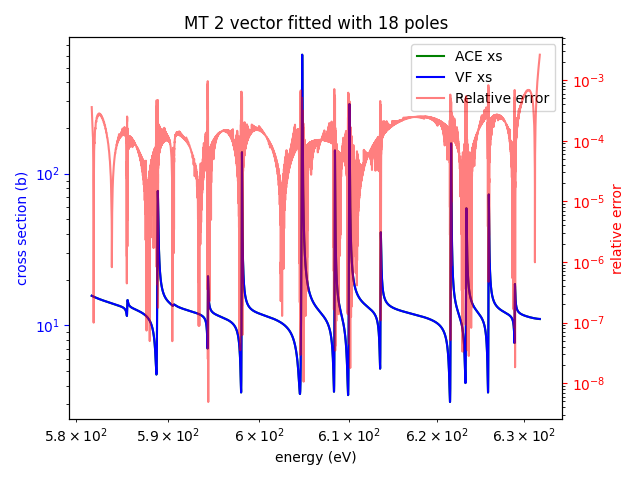 MT 2 vector fitted with 18 poles
ACE xs
VF xs
Relative error
cross section (b)
10²
10¹
relative error
10⁻³
10⁻⁴
10⁻⁵
10⁻⁶
10⁻⁷
10⁻⁸
5.8 × 10² 5.9 × 10² 6 × 10² 6.1 × 10² 6.2 × 10² 6.3 × 10²
energy (eV)